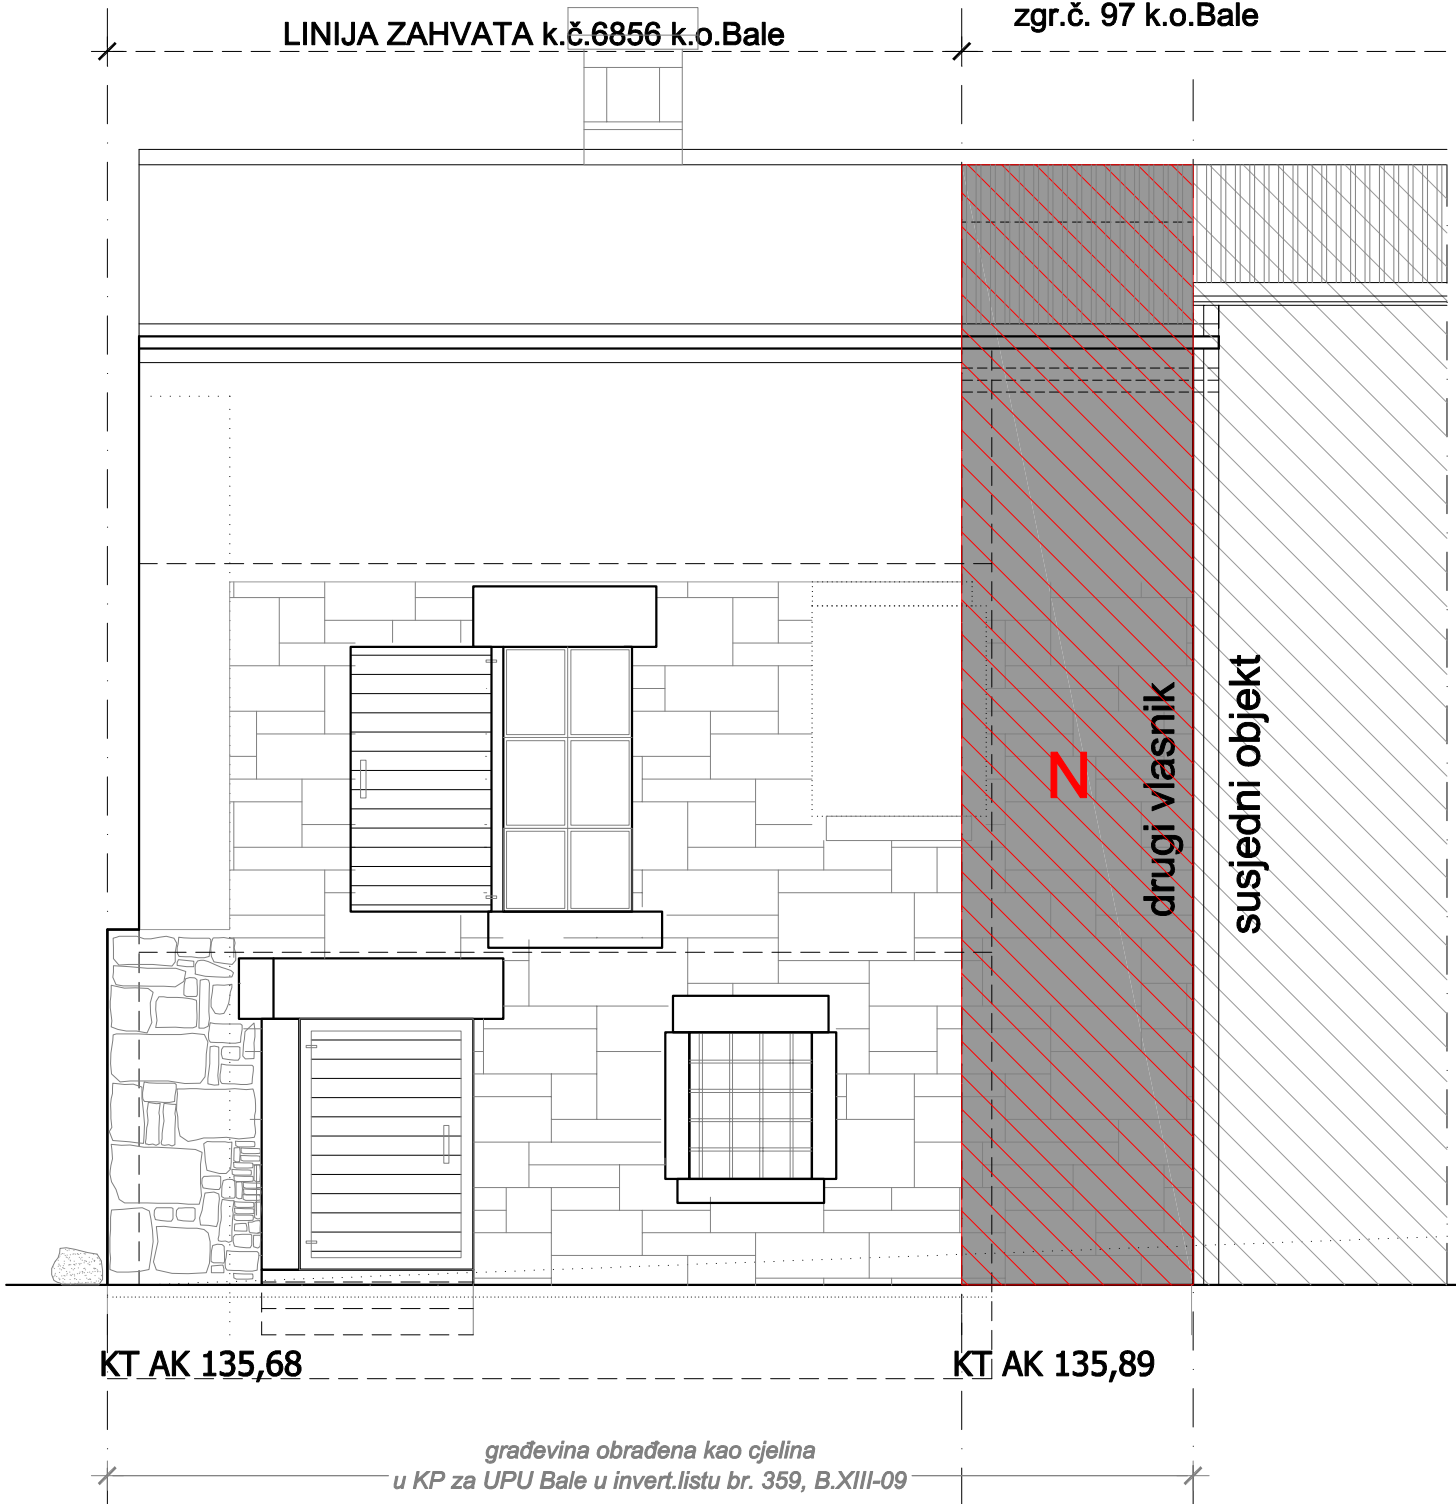 LINIJA ZAHVATA k.č.6856 k.o.Bale
zgr.č. 97 k.o.Bale
N
drugi vlasnik
susjedni objekt
KT AK 135,68
KT AK 135,89
građevina obrađena kao cjelina
u KP za UPU Bale u invert.listu br. 359, B.XIII-09